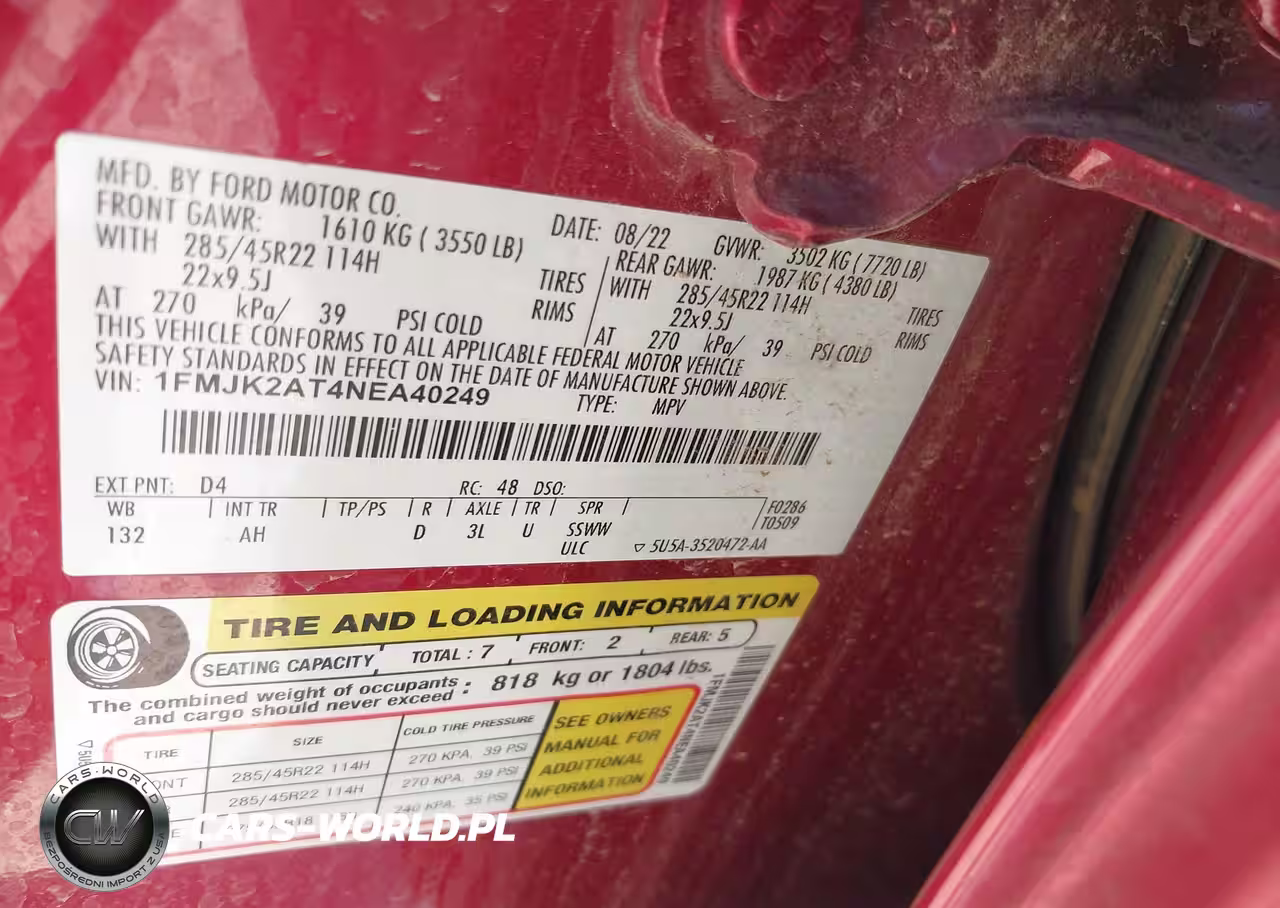 MFD. BY FORD MOTOR CO.
DATE: 08/22
GVWR: 3502 KG ( 7720 LB)
FRONT GAWR: 1610 KG ( 3550 LB)
REAR GAWR: 1987 KG ( 4380 LB)
WITH 285/45R22 114H TIRES
WITH 285/45R22 114H TIRES
22x9.5J RIMS
22x9.5J RIMS
AT 270 kPa/ 39 PSI COLD
AT 270 kPa/ 39 PSI COLD
THIS VEHICLE CONFORMS TO ALL APPLICABLE FEDERAL MOTOR VEHICLE
SAFETY STANDARDS IN EFFECT ON THE DATE OF MANUFACTURE SHOWN ABOVE.
VIN: 1FMJK2AT4NEA40249
TYPE: MPV
EXT PNT: D4 RC: 48 DSO:
WB INT TR TP/PS R AXLE TR SPR F0286
T0509
132 AH D 3L U SSWW
ULC ▽ 5U5A-3520472-AA
TIRE AND LOADING INFORMATION
SEATING CAPACITY TOTAL : 7 FRONT: 2 REAR: 5
The combined weight of occupants : 818 kg or 1804 lbs.
and cargo should never exceed
TIRE SIZE COLD TIRE PRESSURE
285/45R22 114H 270 KPA, 39 PSI
285/45R22 114H 270 KPA, 39 PSI
240 KPA, 35 PSI
SEE OWNERS
MANUAL FOR
ADDITIONAL
INFORMATION
1FMJK2AT4NEA40249
CARS-WORLD
CW
BEZPOŚREDNI IMPORT Z USA
CARS-WORLD.PL